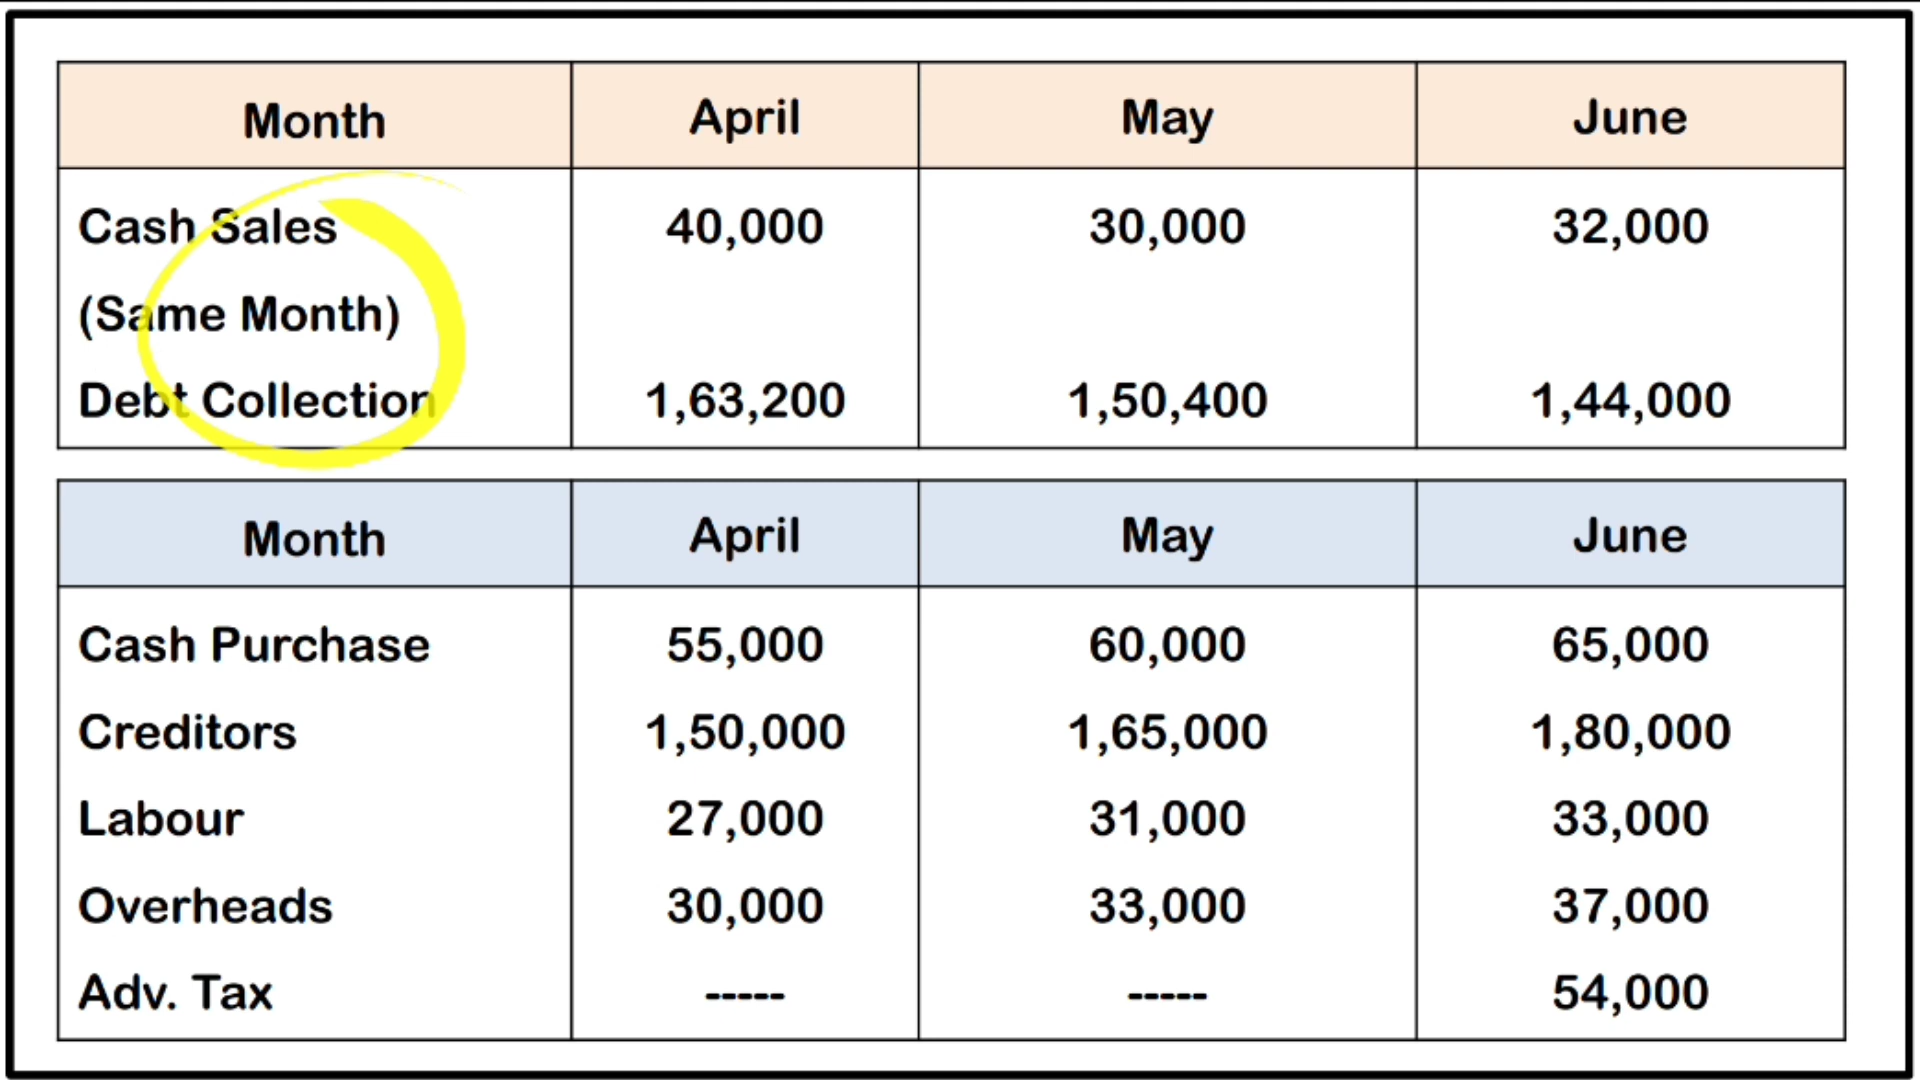 Month April May June
Cash Sales 40,000 30,000 32,000
(Same Month)
Debt Collection 1,63,200 1,50,400 1,44,000
Month April May June
Cash Purchase 55,000 60,000 65,000
Creditors 1,50,000 1,65,000 1,80,000
Labour 27,000 31,000 33,000
Overheads 30,000 33,000 37,000
Adv. Tax ----- ----- 54,000